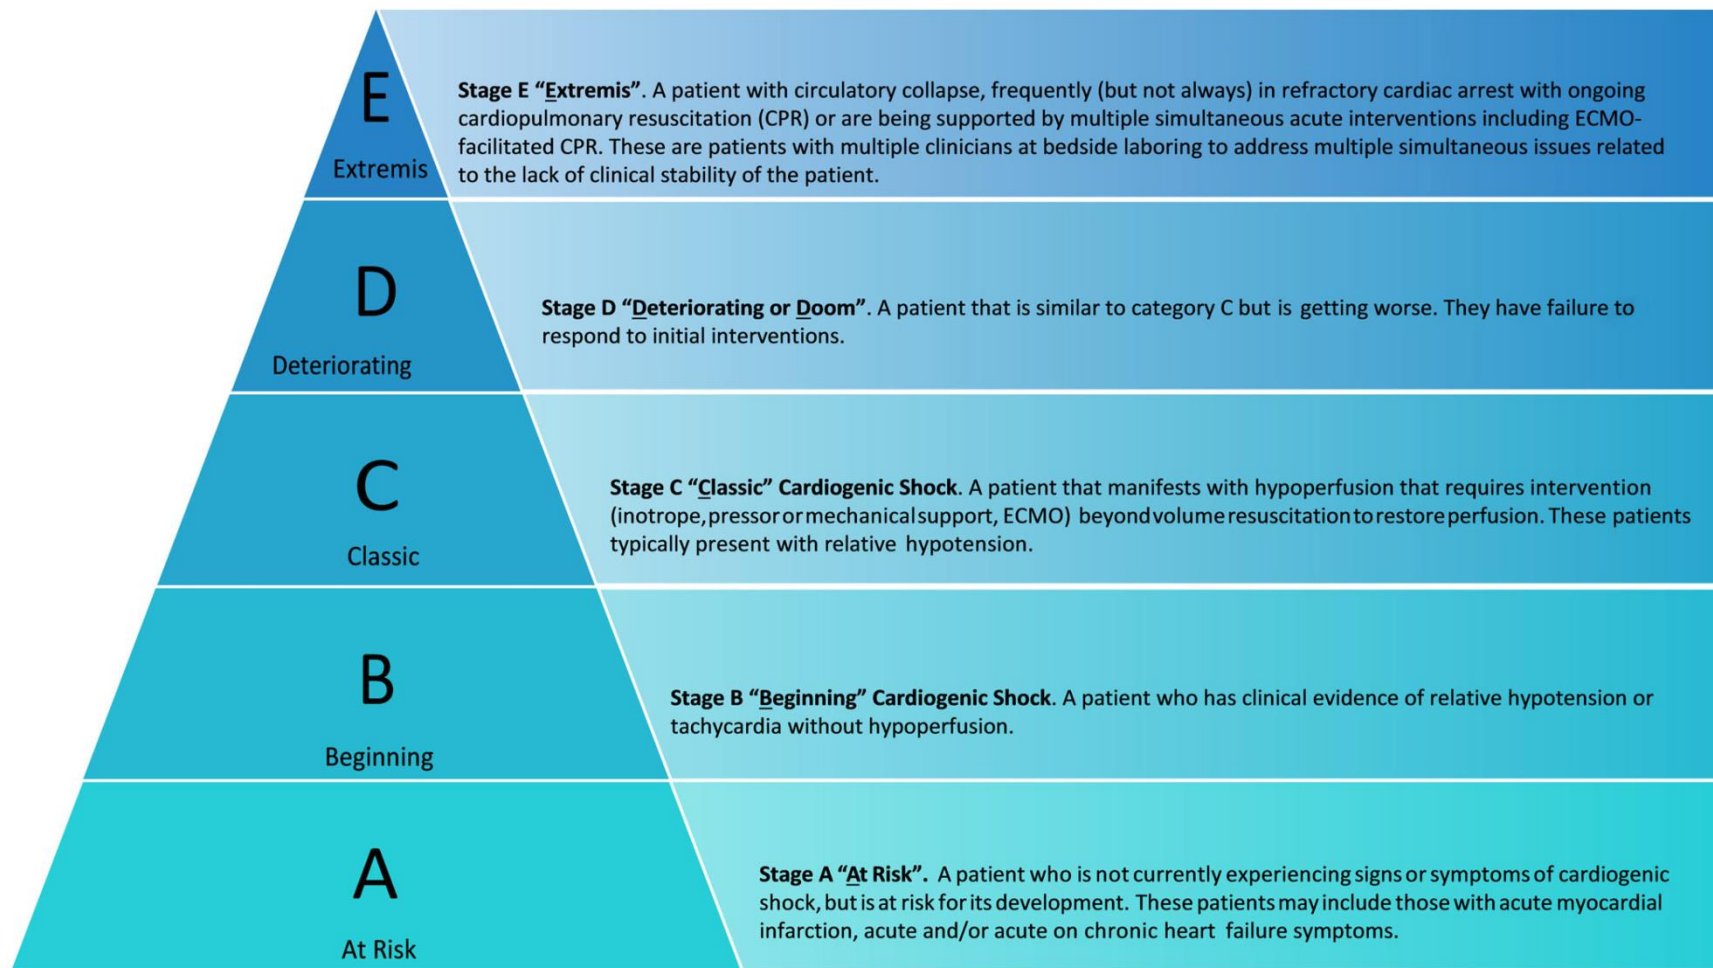 E
Extremis
Stage E “Extremis”. A patient with circulatory collapse, frequently (but not always) in refractory cardiac arrest with ongoing
cardiopulmonary resuscitation (CPR) or are being supported by multiple simultaneous acute interventions including ECMO-
facilitated CPR. These are patients with multiple clinicians at bedside laboring to address multiple simultaneous issues related
to the lack of clinical stability of the patient.
D
Deteriorating
Stage D “Deteriorating or Doom”. A patient that is similar to category C but is getting worse. They have failure to
respond to initial interventions.
C
Classic
Stage C “Classic” Cardiogenic Shock. A patient that manifests with hypoperfusion that requires intervention
(inotrope, pressor or mechanical support, ECMO) beyond volume resuscitation to restore perfusion. These patients
typically present with relative hypotension.
B
Beginning
Stage B “Beginning” Cardiogenic Shock. A patient who has clinical evidence of relative hypotension or
tachycardia without hypoperfusion.
A
At Risk
Stage A “At Risk”. A patient who is not currently experiencing signs or symptoms of cardiogenic
shock, but is at risk for its development. These patients may include those with acute myocardial
infarction, acute and/or acute on chronic heart failure symptoms.